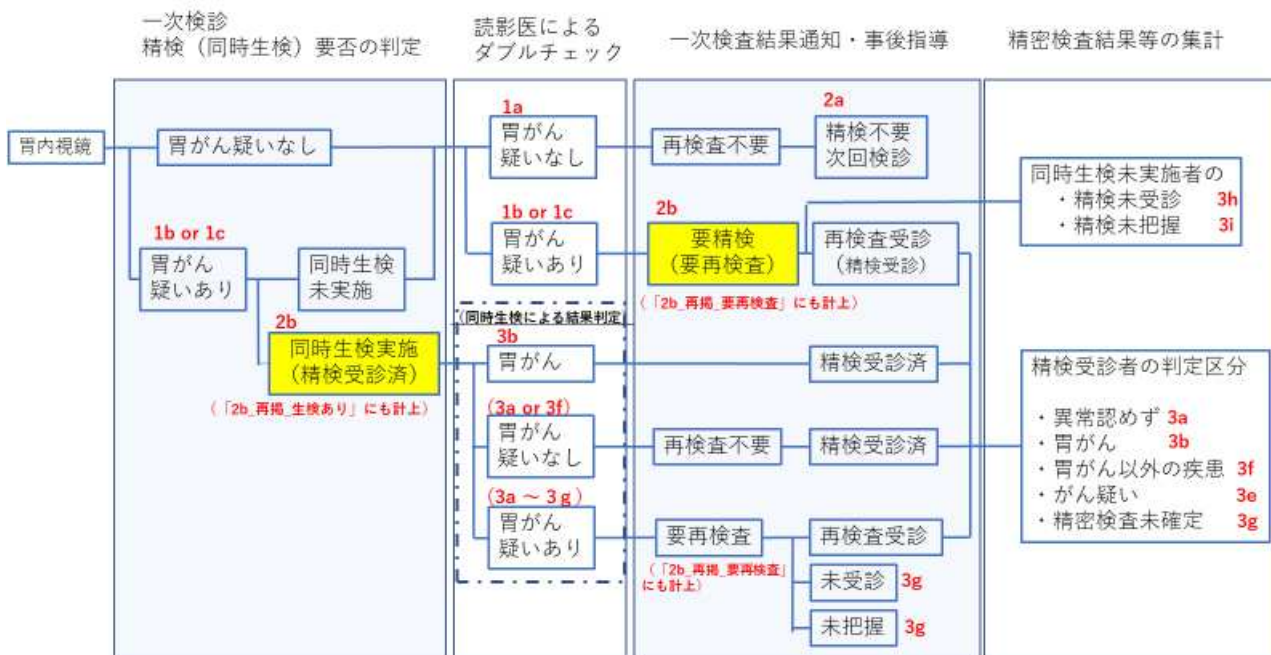 一次検診
精検（同時生検）要否の判定
読影医による
ダブルチェック
一次検査結果通知・事後指導
精密検査結果等の集計
胃内視鏡
胃がん疑いなし
1b or 1c
胃がん
疑いあり
同時生検
未実施
2b
同時生検実施
（精検受診済）
（「2b_再掲_生検あり」にも計上）
1a
胃がん
疑いなし
1b or 1c
胃がん
疑いあり
（同時生検による結果判定）
3b
胃がん
(3a or 3f)
胃がん
疑いなし
(3a ～ 3g)
胃がん
疑いあり
再検査不要
2a
精検不要
次回検診
2b
要精検
（要再検査）
（「2b_再掲_要再検査」にも計上）
再検査受診
（精検受診）
精検受診済
再検査不要
精検受診済
要再検査
（「2b_再掲_要再検査」
にも計上）
再検査受診
未受診 3g
未把握 3g
同時生検未実施者の
・精検未受診 3h
・精検未把握 3i
精検受診者の判定区分
・異常認めず 3a
・胃がん 3b
・胃がん以外の疾患 3f
・がん疑い 3e
・精密検査未確定 3g